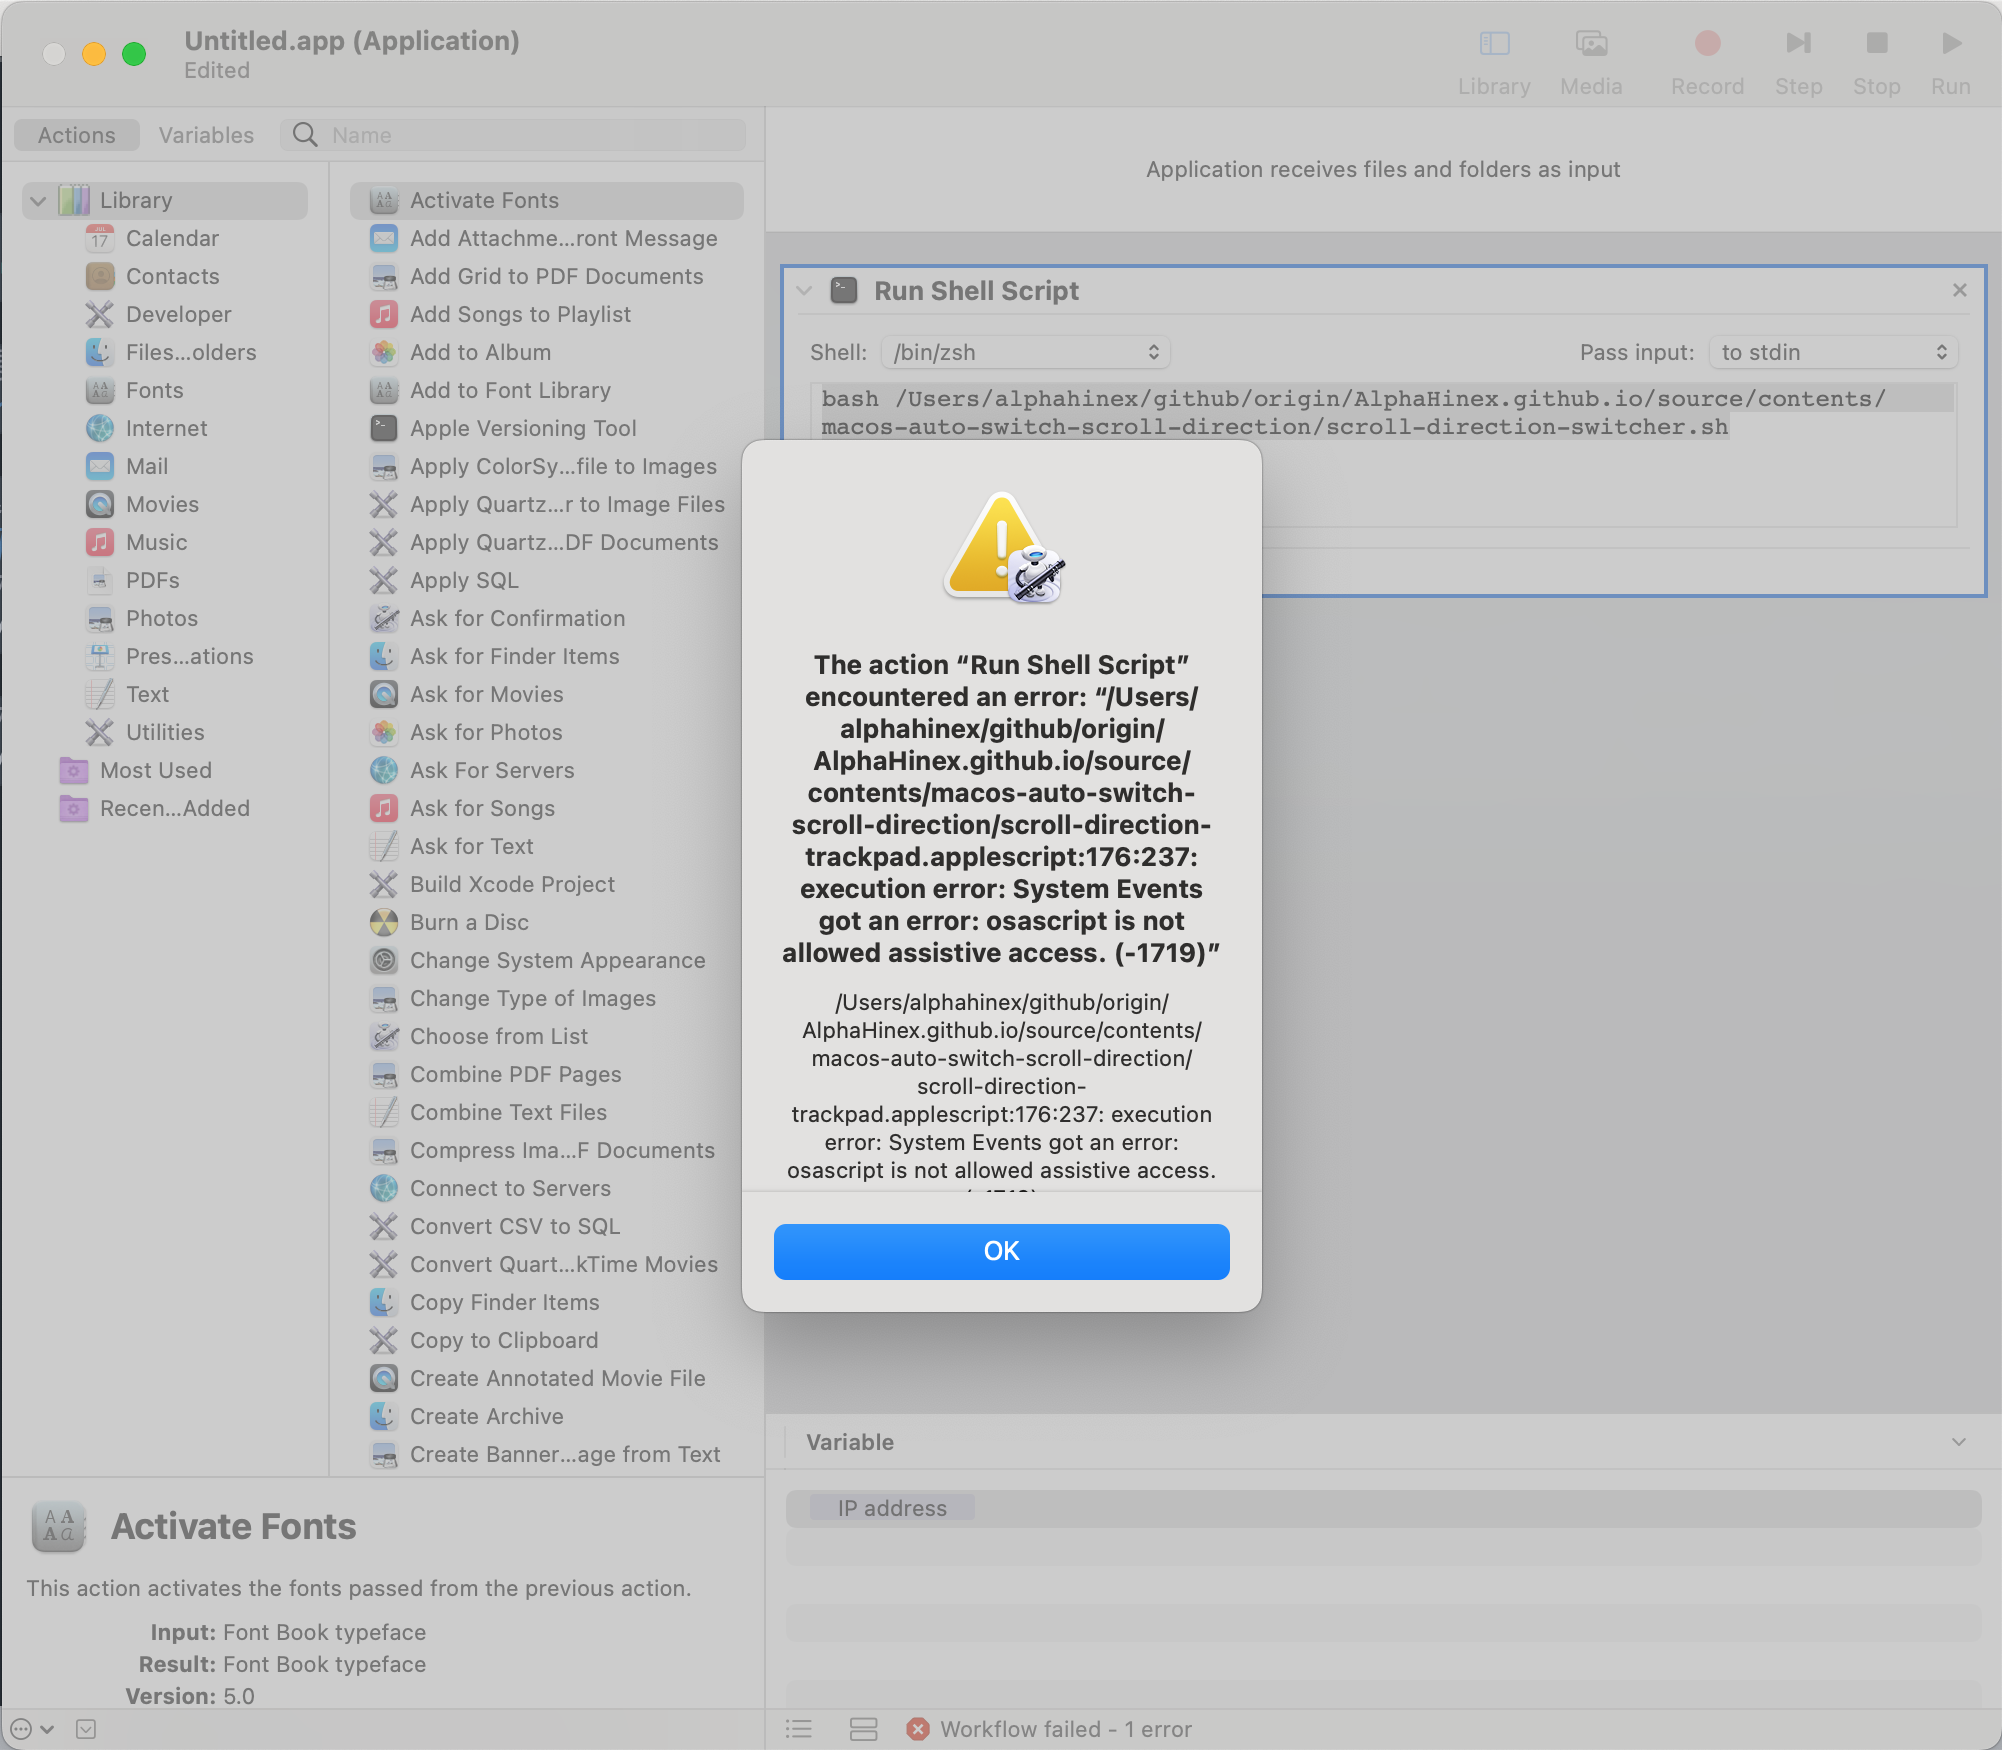 Untitled.app (Application)
Edited
Library
Media
Record
Step
Stop
Run
Actions
Variables
Name
Library
JUL
17
Calendar
Contacts
Developer
Files...olders
Fonts
Internet
Mail
Movies
Music
PDFs
Photos
Pres...ations
Text
Utilities
Most Used
Recen...Added
Activate Fonts
Add Attachme...ront Message
Add Grid to PDF Documents
Add Songs to Playlist
Add to Album
Add to Font Library
Apple Versioning Tool
Apply ColorSy...file to Images
Apply Quartz...r to Image Files
Apply Quartz...DF Documents
Apply SQL
Ask for Confirmation
Ask for Finder Items
Ask for Movies
Ask for Photos
Ask For Servers
Ask for Songs
Ask for Text
Build Xcode Project
Burn a Disc
Change System Appearance
Change Type of Images
Choose from List
Combine PDF Pages
Combine Text Files
Compress Ima...F Documents
Connect to Servers
Convert CSV to SQL
Convert Quart...kTime Movies
Copy Finder Items
Copy to Clipboard
Create Annotated Movie File
Create Archive
Create Banner...age from Text
Activate Fonts
This action activates the fonts passed from the previous action.
Input: Font Book typeface
Result: Font Book typeface
Version: 5.0
Application receives files and folders as input
Run Shell Script
Shell: /bin/zsh
Pass input: to stdin
bash /Users/alphahinex/github/origin/AlphaHinex.github.io/source/contents/
macos-auto-switch-scroll-direction/scroll-direction-switcher.sh
The action “Run Shell Script”
encountered an error: “/Users/
alphahinex/github/origin/
AlphaHinex.github.io/source/
contents/macos-auto-switch-
scroll-direction/scroll-direction-
trackpad.applescript:176:237:
execution error: System Events
got an error: osascript is not
allowed assistive access. (-1719)”
/Users/alphahinex/github/origin/
AlphaHinex.github.io/source/contents/
macos-auto-switch-scroll-direction/
scroll-direction-
trackpad.applescript:176:237: execution
error: System Events got an error:
osascript is not allowed assistive access.
OK
Variable
IP address
Workflow failed - 1 error